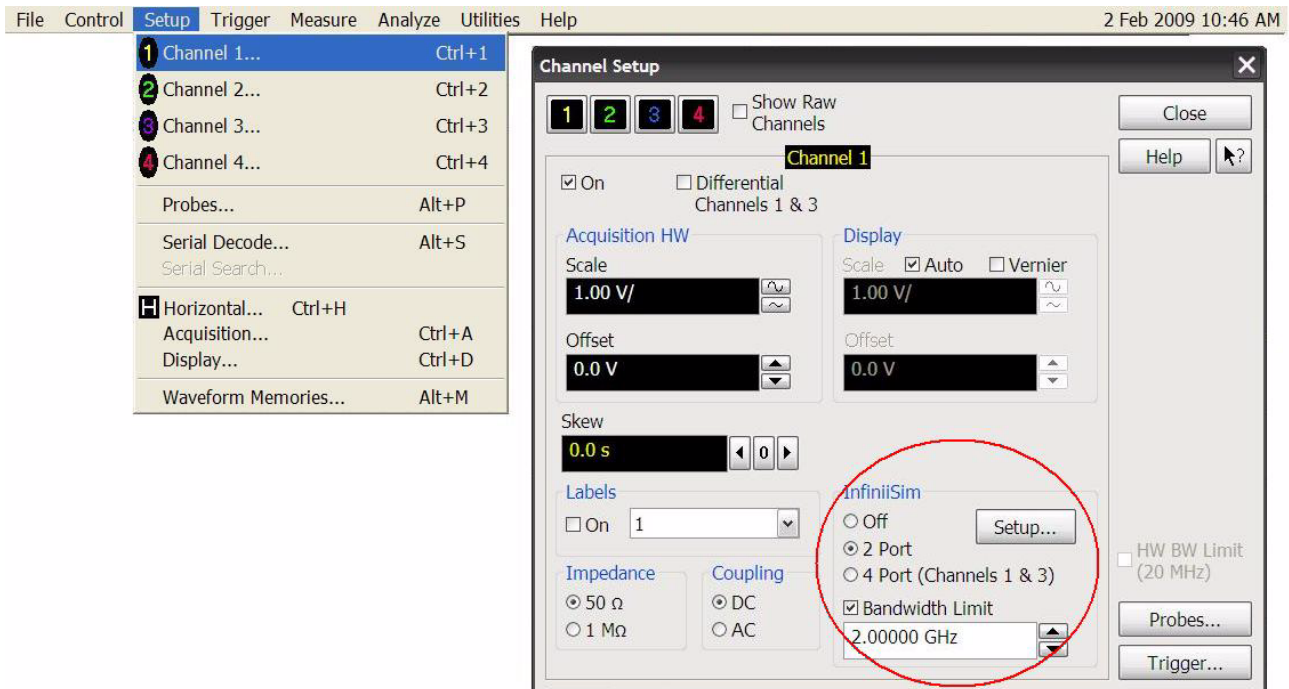 File Control Setup Trigger Measure Analyze Utilities Help 2 Feb 2009 10:46 AM
1 Channel 1... Ctrl+1
2 Channel 2... Ctrl+2
3 Channel 3... Ctrl+3
4 Channel 4... Ctrl+4
Probes... Alt+P
Serial Decode... Alt+S
Serial Search...
H Horizontal... Ctrl+H
Acquisition... Ctrl+A
Display... Ctrl+D
Waveform Memories... Alt+M
Channel Setup
1 2 3 4
Show Raw
Channels
Close
Help ?
Channel 1
On
Differential
Channels 1 & 3
Acquisition HW
Scale
1.00 V/
Offset
0.0 V
Display
Scale Auto Vernier
1.00 V/
Offset
0.0 V
Skew
0.0 s
0
Labels
On 1
Impedance
50 Ω
1 MΩ
Coupling
DC
AC
InfiniiSim
Off
Setup...
2 Port
4 Port (Channels 1 & 3)
Bandwidth Limit
2.00000 GHz
HW BW Limit
(20 MHz)
Probes...
Trigger...